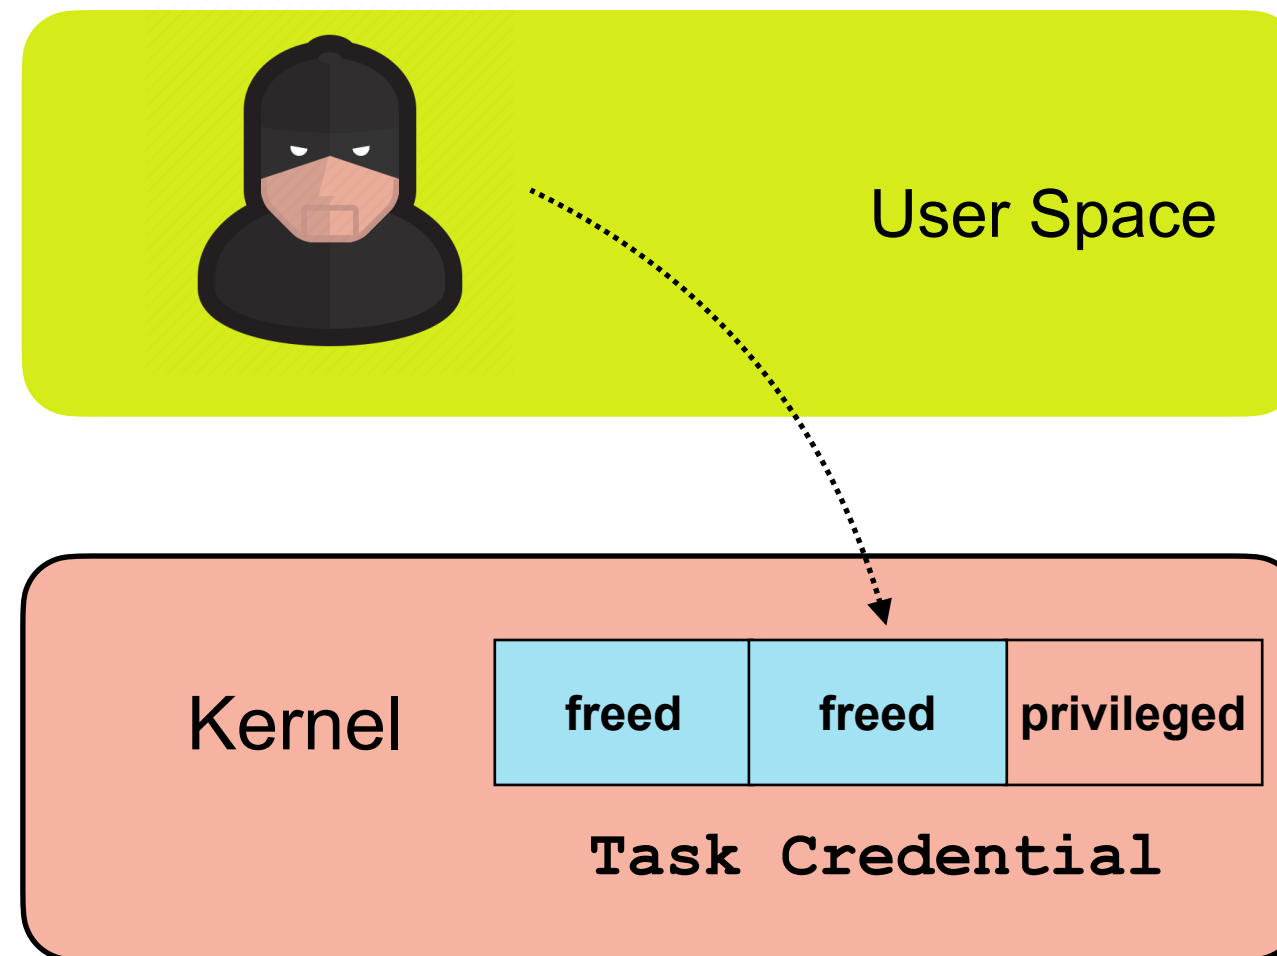 User Space
Kernel
freed
freed
privileged
Task Credential